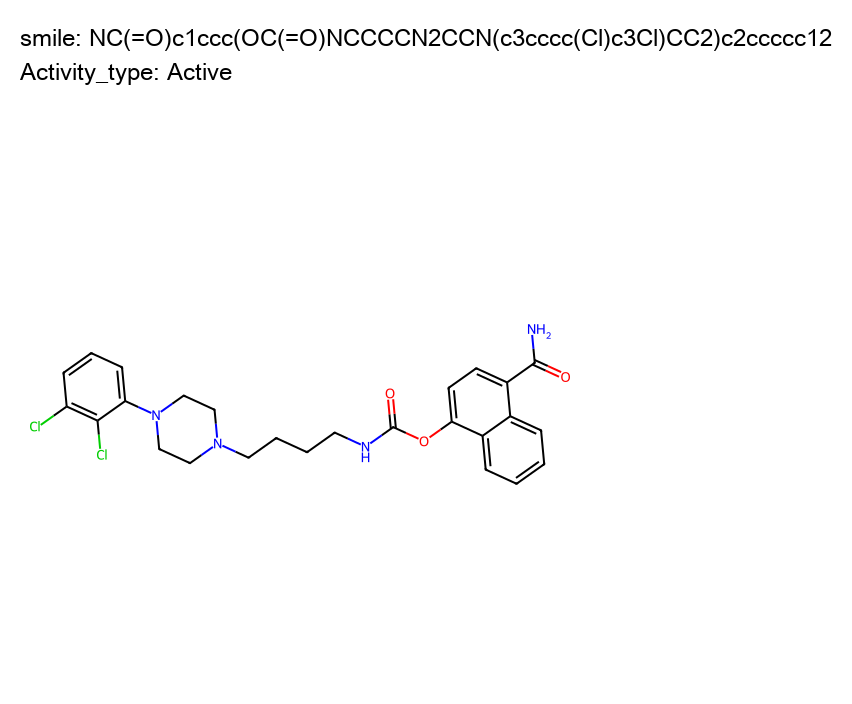 smile: NC(=O)c1ccc(OC(=O)NCCCCN2CCN(c3cccc(Cl)c3Cl)CC2)c2ccccc12
Activity_type: Active
NH2
O
O
Cl
N
N
Cl
N
H
O